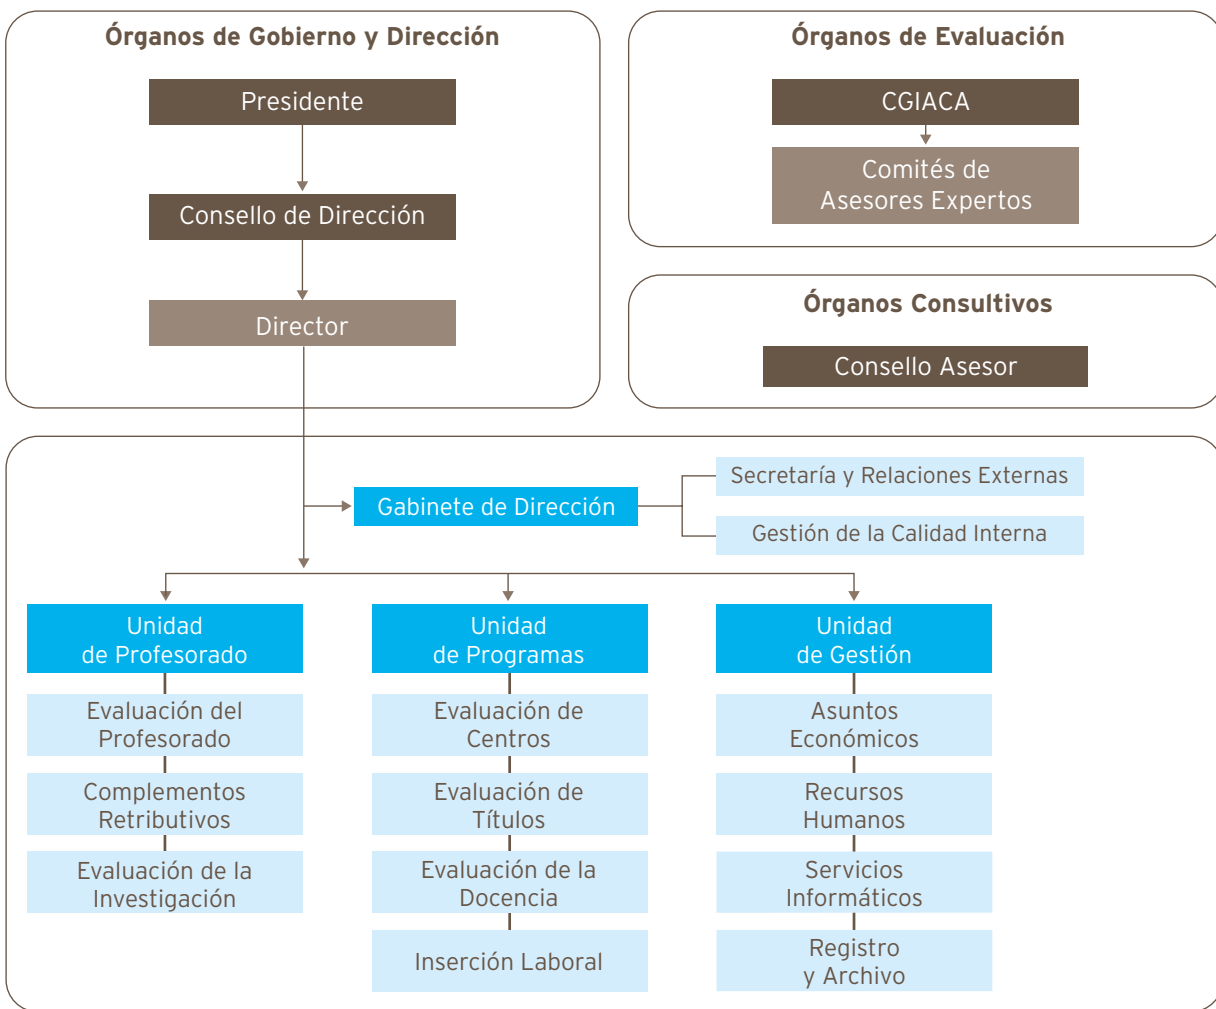 Órganos de Gobierno y Dirección
Presidente
Consello de Dirección
Director
Órganos de Evaluación
CGIACA
Comités de
Asesores Expertos
Órganos Consultivos
Consello Asesor
Gabinete de Dirección
Secretaría y Relaciones Externas
Gestión de la Calidad Interna
Unidad
de Profesorado
Evaluación del
Profesorado
Complementos
Retributivos
Evaluación de la
Investigación
Unidad
de Programas
Evaluación de
Centros
Evaluación de
Títulos
Evaluación de la
Docencia
Inserción Laboral
Unidad
de Gestión
Asuntos
Económicos
Recursos
Humanos
Servicios
Informáticos
Registro
y Archivo